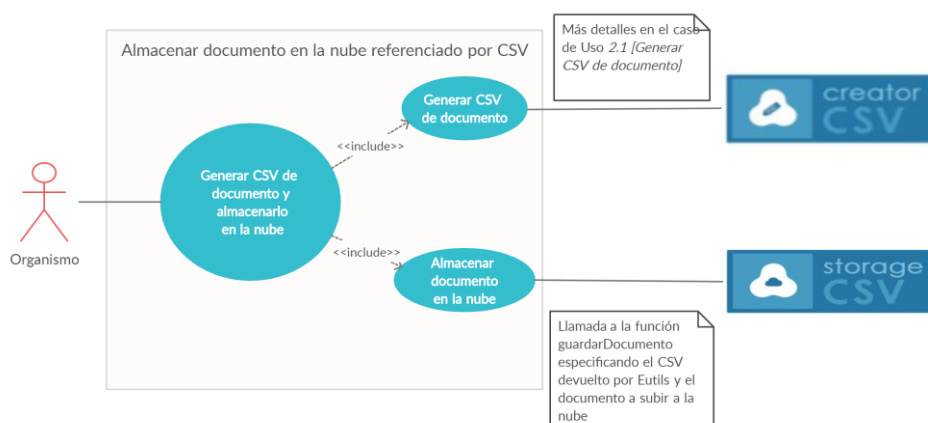 Almacenar documento en la nube referenciado por CSV
Más detalles en el caso
de Uso 2.1 [Generar
CSV de documento]
Generar CSV
de documento
creator
CSV
<<include>>
Generar CSV de
documento y
almacenarlo
en la nube
Organismo
<<include>>
Almacenar
documento
en la nube
storage
CSV
Llamada a la función
guardarDocumento
especificando el CSV
devuelto por Eutils y el
documento a subir a la
nube